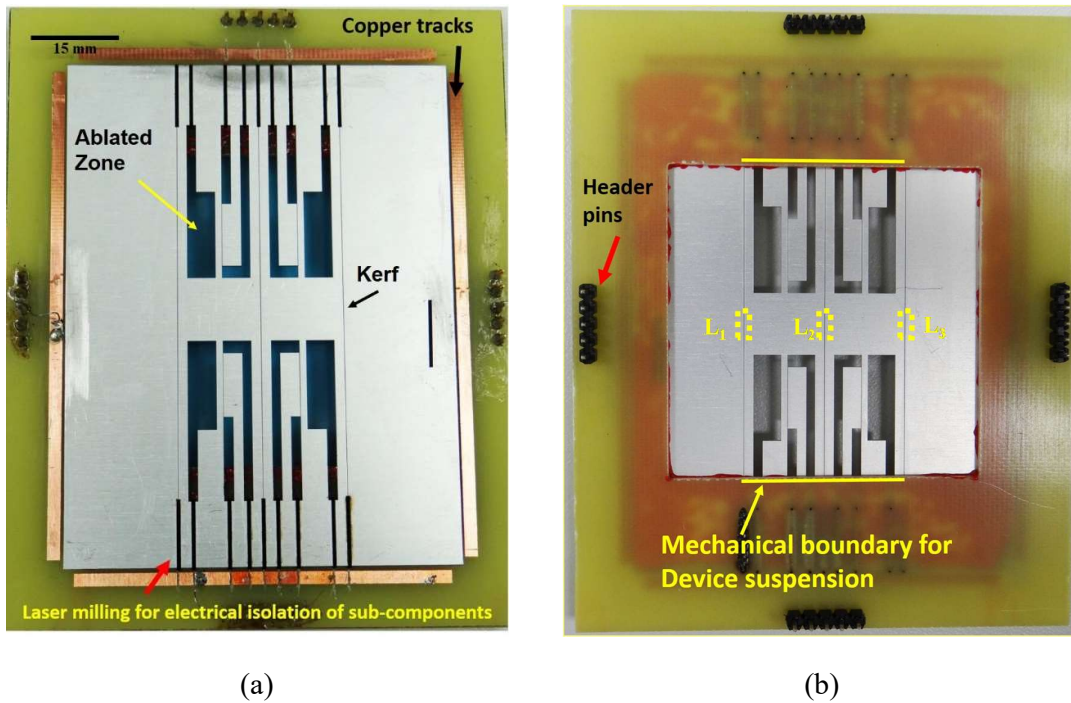 Copper tracks
15 mm
Ablated
Zone
Kerf
Laser milling for electrical isolation of sub-components
(a)
Header
pins
L1
L2
L3
Mechanical boundary for
Device suspension
(b)